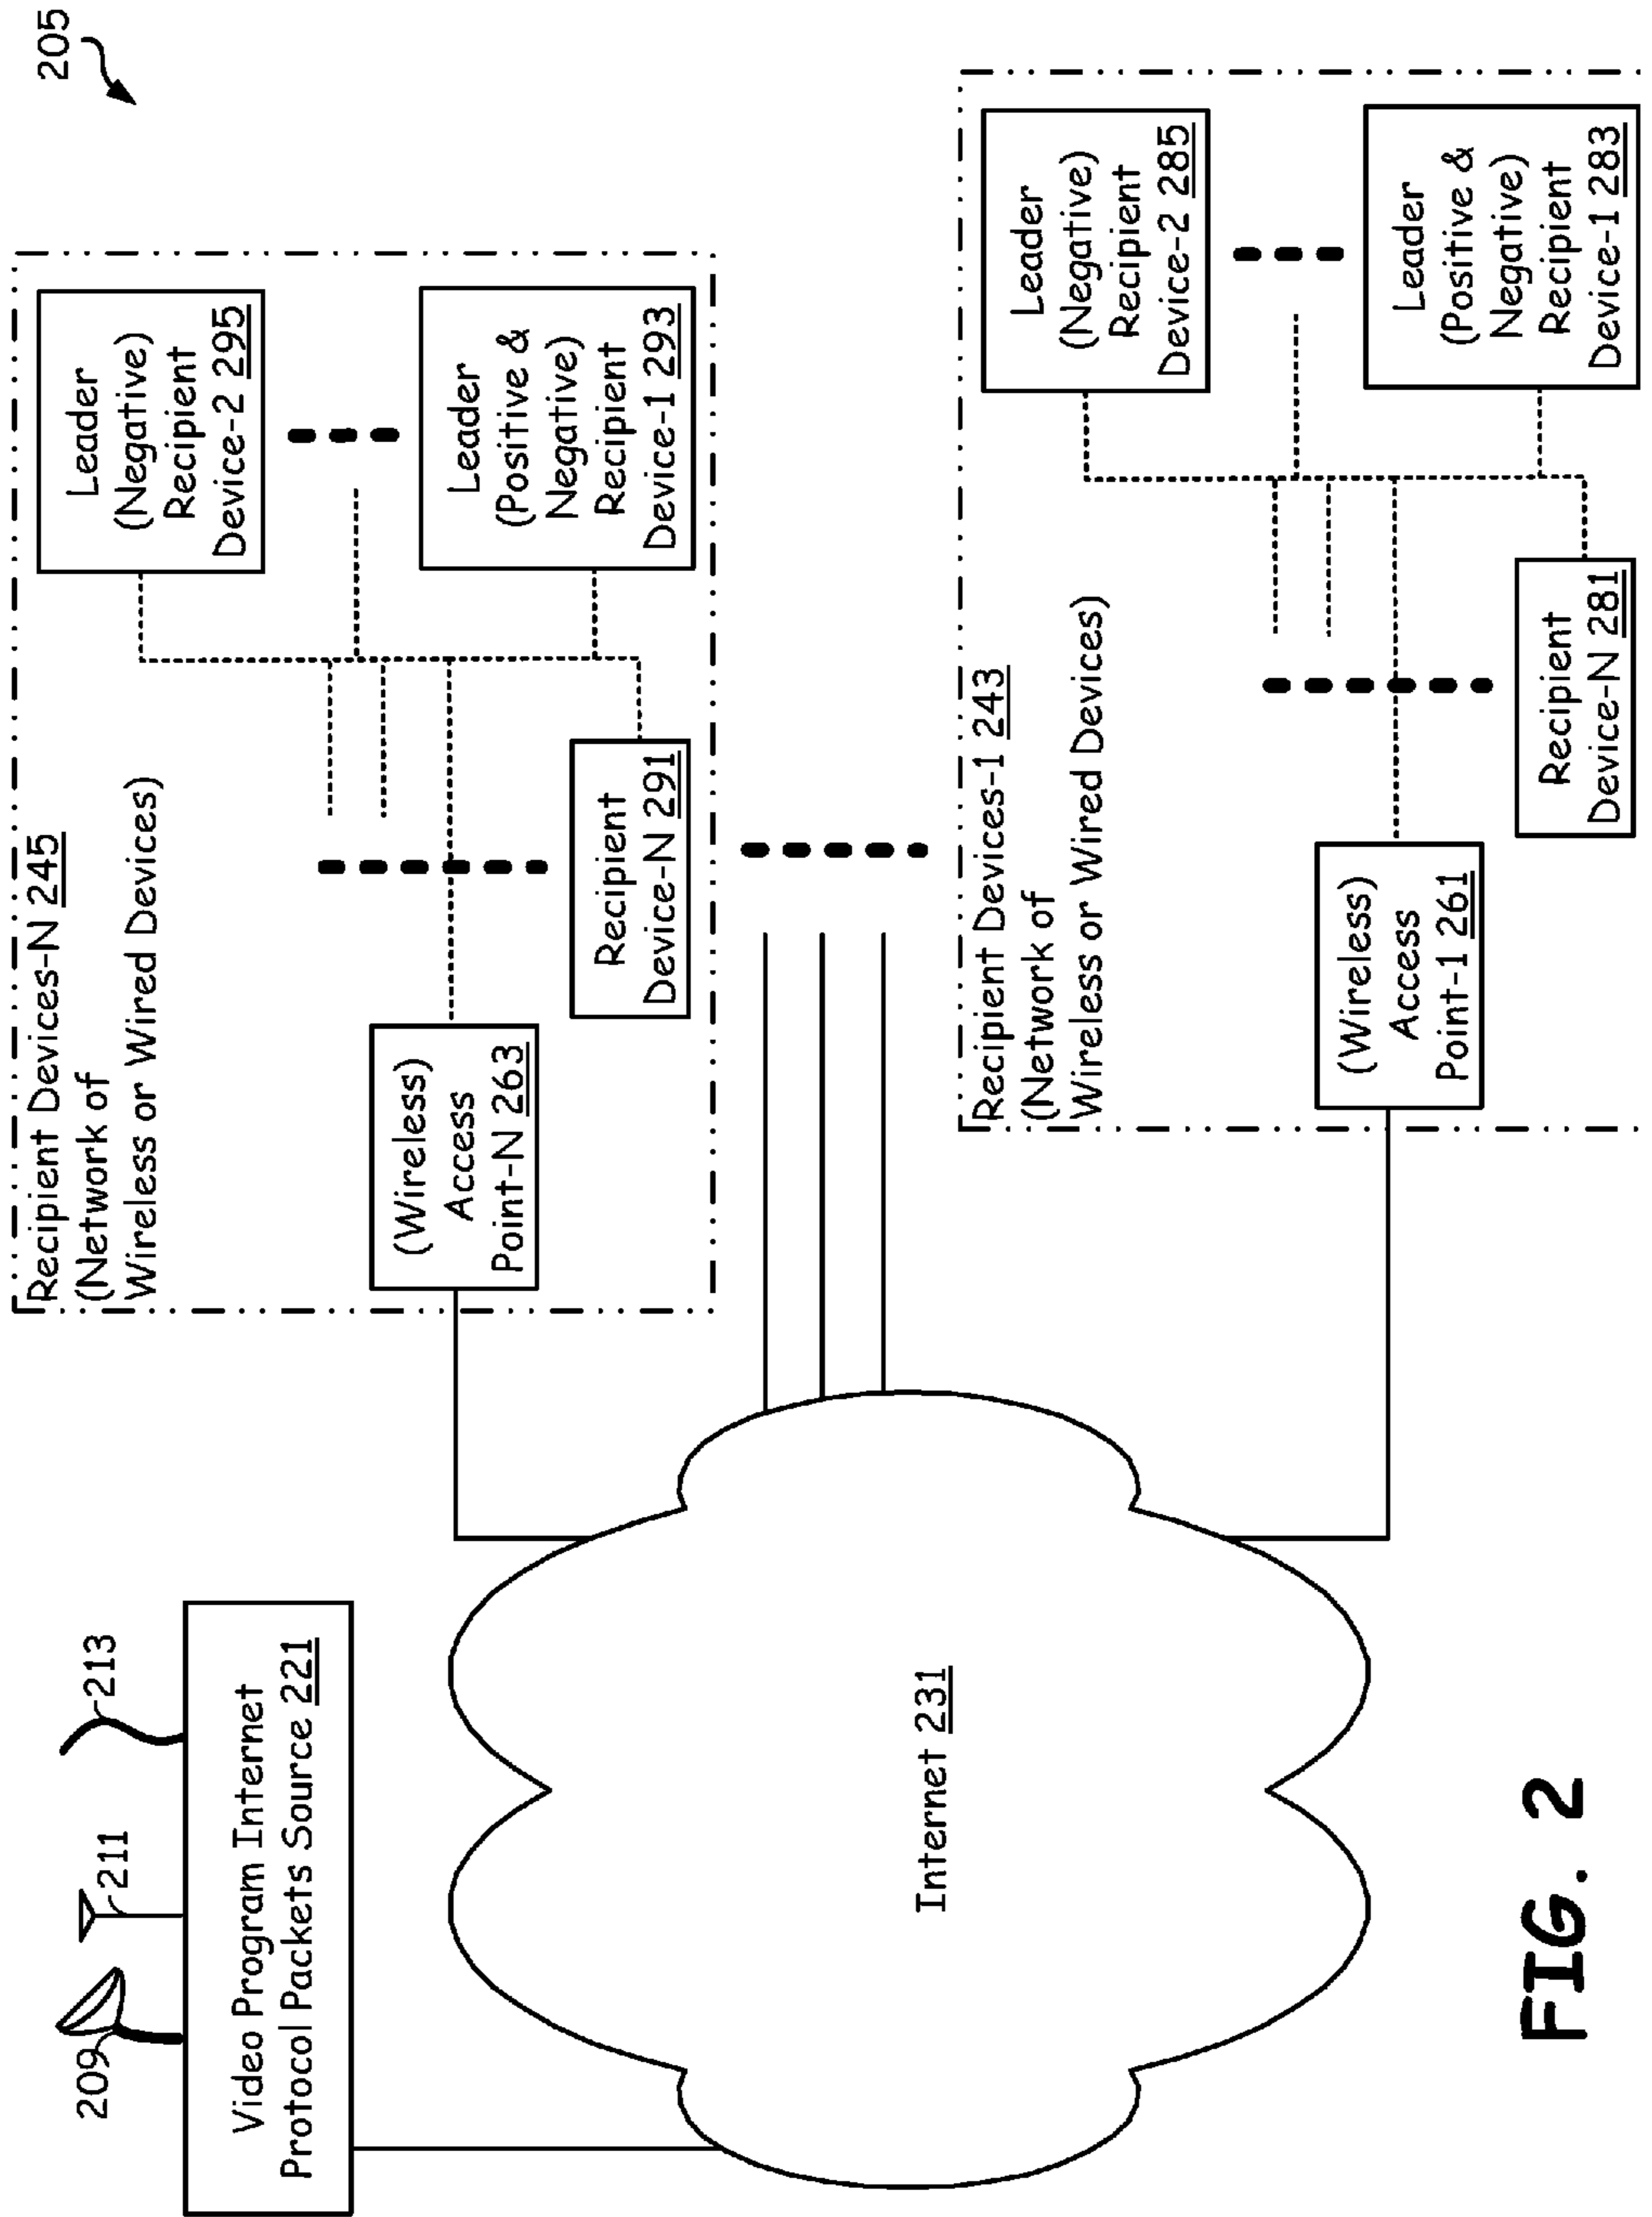 205
209
211
213
Video Program Internet
Protocol Packets Source 221
Internet 231
Recipient Devices-N 245
(Network of
Wireless or Wired Devices)
(Wireless)
Access
Point-N 263
Recipient
Device-N 291
Leader
(Negative)
Recipient
Device-2 295
Leader
(Positive &
Negative)
Recipient
Device-1 293
Recipient Devices-1 243
(Network of
Wireless or Wired Devices)
(Wireless)
Access
Point-1 261
Recipient
Device-N 281
Leader
(Negative)
Recipient
Device-2 285
Leader
(Positive &
Negative)
Recipient
Device-1 283
FIG. 2